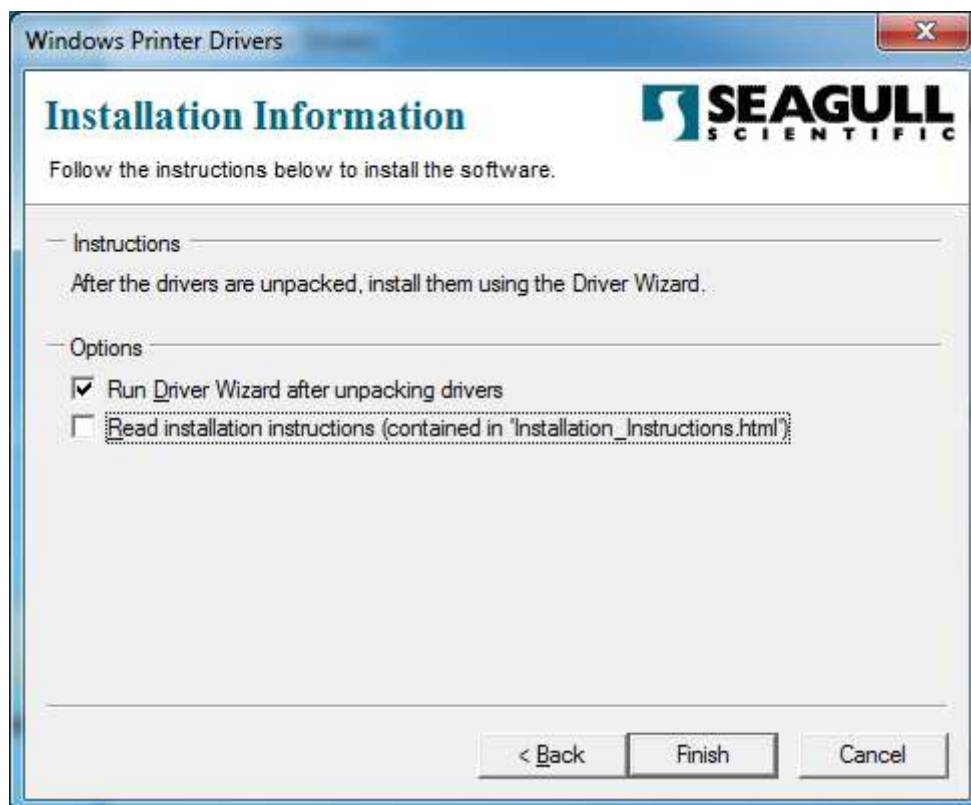 Windows Printer Drivers
Installation Information
SEAGULL
SCIENTIFIC
Follow the instructions below to install the software.
Instructions
After the drivers are unpacked, install them using the Driver Wizard.
Options
Run Driver Wizard after unpacking drivers
Read installation instructions (contained in 'Installation_Instructions.html')
< Back
Finish
Cancel